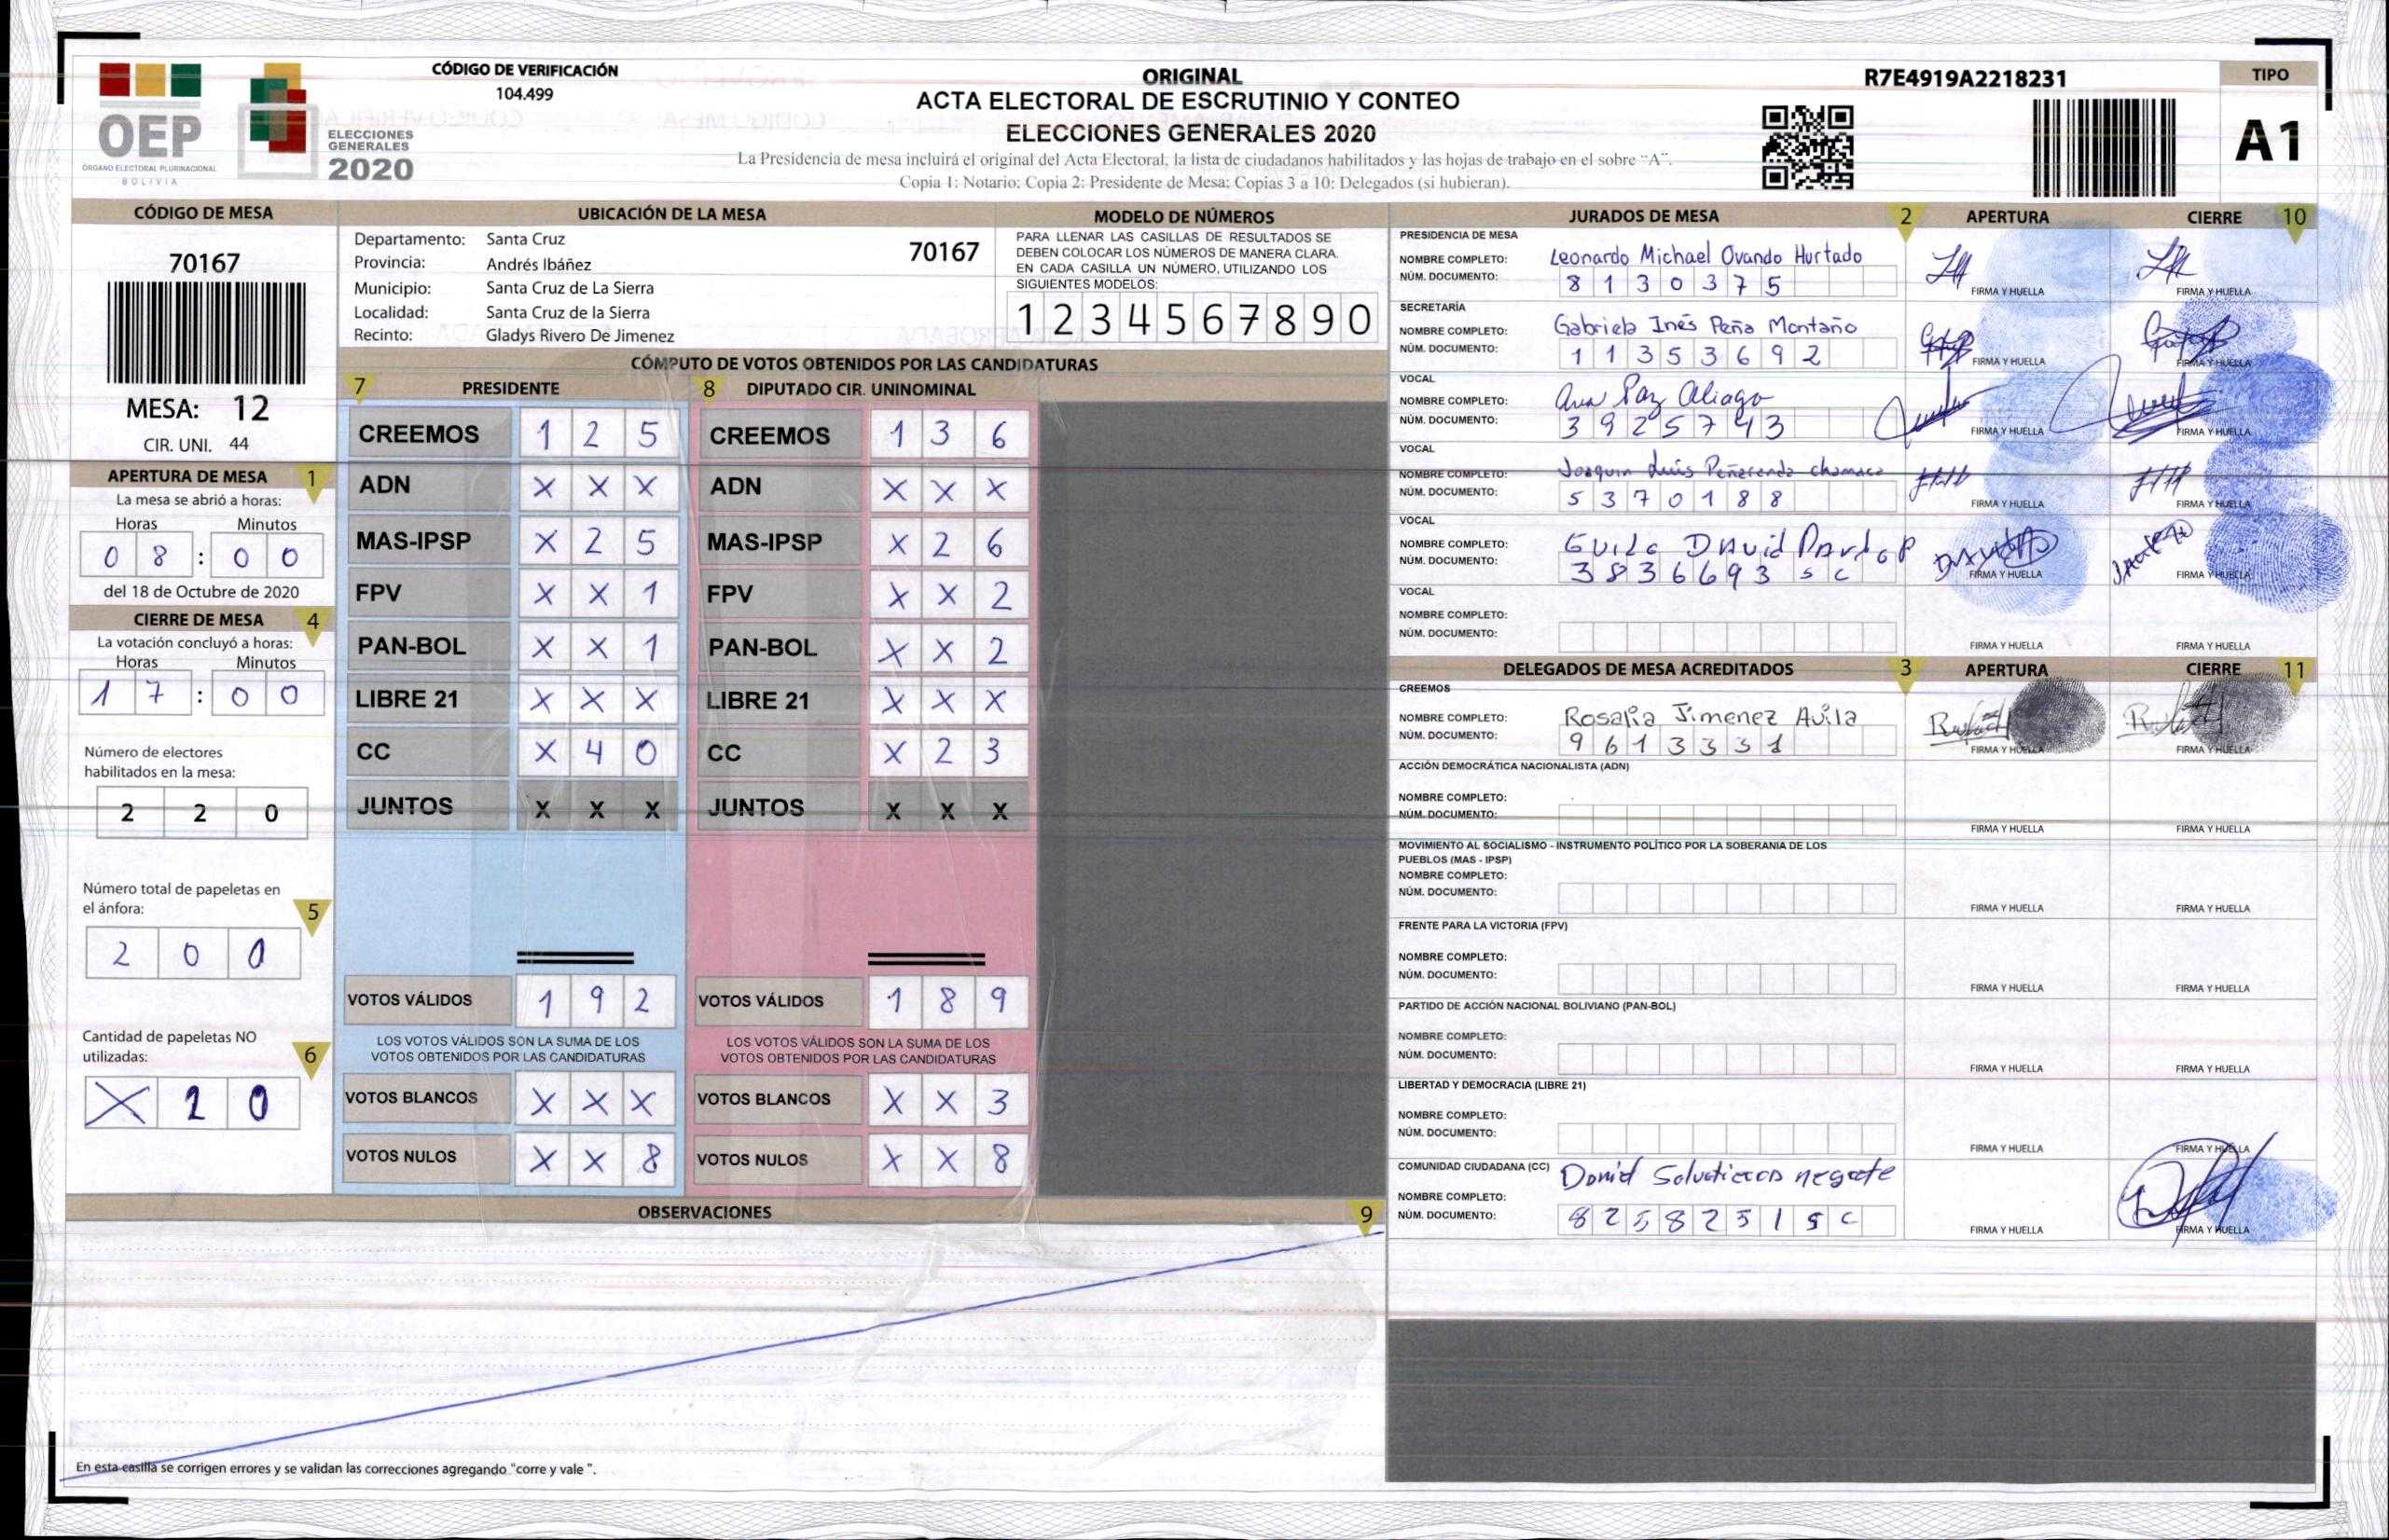 OEP
ÓRGANO ELECTORAL PLURINACIONAL
BOLIVIA
ELECCIONES
GENERALES
2020
CÓDIGO DE VERIFICACIÓN
104.499
ORIGINAL
ACTA ELECTORAL DE ESCRUTINIO Y CONTEO
ELECCIONES GENERALES 2020
La Presidencia de mesa incluirá el original del Acta Electoral, la lista de ciudadanos habilitados y las hojas de trabajo en el sobre "A".
Copia 1: Notario; Copia 2: Presidente de Mesa; Copias 3 a 10: Delegados (si hubieran).
R7E4919A2218231
TIPO
A1
CÓDIGO DE MESA
70167
MESA: 12
CIR. UNI. 44
APERTURA DE MESA 1
La mesa se abrió a horas:
Horas Minutos
0 8 : 0 0
del 18 de Octubre de 2020
CIERRE DE MESA 4
La votación concluyó a horas:
Horas Minutos
1 7 : 0 0
Número de electores
habilitados en la mesa:
2 2 0
Número total de papeletas en
el ánfora: 5
2 0 0
Cantidad de papeletas NO
utilizadas: 6
X 2 0
UBICACIÓN DE LA MESA
Departamento: Santa Cruz 70167
Provincia: Andrés Ibáñez
Municipio: Santa Cruz de La Sierra
Localidad: Santa Cruz de la Sierra
Recinto: Gladys Rivero De Jimenez
MODELO DE NÚMEROS
PARA LLENAR LAS CASILLAS DE RESULTADOS SE
DEBEN COLOCAR LOS NÚMEROS DE MANERA CLARA.
EN CADA CASILLA UN NÚMERO, UTILIZANDO LOS
SIGUIENTES MODELOS:
1 2 3 4 5 6 7 8 9 0
CÓMPUTO DE VOTOS OBTENIDOS POR LAS CANDIDATURAS
7 PRESIDENTE 8 DIPUTADO CIR. UNINOMINAL
CREEMOS 1 2 5 CREEMOS 1 3 6
ADN X X X ADN X X X
MAS-IPSP X 2 5 MAS-IPSP X 2 6
FPV X X 1 FPV X X 2
PAN-BOL X X 1 PAN-BOL X X 2
LIBRE 21 X X X LIBRE 21 X X X
CC X 4 0 CC X 2 3
JUNTOS X X X JUNTOS X X X
VOTOS VÁLIDOS 1 9 2 VOTOS VÁLIDOS 1 8 9
LOS VOTOS VÁLIDOS SON LA SUMA DE LOS LOS VOTOS VÁLIDOS SON LA SUMA DE LOS
VOTOS OBTENIDOS POR LAS CANDIDATURAS VOTOS OBTENIDOS POR LAS CANDIDATURAS
VOTOS BLANCOS X X X VOTOS BLANCOS X X 3
VOTOS NULOS X X 8 VOTOS NULOS X X 8
OBSERVACIONES 9
En esta casilla se corrigen errores y se validan las correcciones agregando "corre y vale ".
JURADOS DE MESA 2 APERTURA CIERRE 10
PRESIDENCIA DE MESA
NOMBRE COMPLETO: Leonardo Michael Ovando Hurtado
NÚM. DOCUMENTO: 8 1 3 0 3 7 5 FIRMA Y HUELLA FIRMA Y HUELLA
SECRETARÍA
NOMBRE COMPLETO: Gabriela Inés Peña Montaño
NÚM. DOCUMENTO: 1 1 3 5 3 6 9 2 FIRMA Y HUELLA FIRMA Y HUELLA
VOCAL
NOMBRE COMPLETO: Ana Paz Aliaga
NÚM. DOCUMENTO: 3 9 2 5 7 4 3 FIRMA Y HUELLA FIRMA Y HUELLA
VOCAL
NOMBRE COMPLETO: Joaquin Luis Peñaranda chamaca
NÚM. DOCUMENTO: 5 3 7 0 1 8 8 FIRMA Y HUELLA FIRMA Y HUELLA
VOCAL
NOMBRE COMPLETO: David
NÚM. DOCUMENTO: 3 8 3 6 6 9 3 S C FIRMA Y HUELLA FIRMA Y HUELLA
VOCAL
NOMBRE COMPLETO:
NÚM. DOCUMENTO: FIRMA Y HUELLA FIRMA Y HUELLA
DELEGADOS DE MESA ACREDITADOS 3 APERTURA CIERRE 11
CREEMOS
NOMBRE COMPLETO: Rosalia Jimenez Avila
NÚM. DOCUMENTO: 9 6 1 3 3 3 1 FIRMA Y HUELLA FIRMA Y HUELLA
ACCIÓN DEMOCRÁTICA NACIONALISTA (ADN)
NOMBRE COMPLETO:
NÚM. DOCUMENTO: FIRMA Y HUELLA FIRMA Y HUELLA
MOVIMIENTO AL SOCIALISMO - INSTRUMENTO POLÍTICO POR LA SOBERANIA DE LOS
PUEBLOS (MAS - IPSP)
NOMBRE COMPLETO:
NÚM. DOCUMENTO: FIRMA Y HUELLA FIRMA Y HUELLA
FRENTE PARA LA VICTORIA (FPV)
NOMBRE COMPLETO:
NÚM. DOCUMENTO: FIRMA Y HUELLA FIRMA Y HUELLA
PARTIDO DE ACCIÓN NACIONAL BOLIVIANO (PAN-BOL)
NOMBRE COMPLETO:
NÚM. DOCUMENTO: FIRMA Y HUELLA FIRMA Y HUELLA
LIBERTAD Y DEMOCRACIA (LIBRE 21)
NOMBRE COMPLETO:
NÚM. DOCUMENTO: FIRMA Y HUELLA FIRMA Y HUELLA
COMUNIDAD CIUDADANA (CC)
NOMBRE COMPLETO: Daniel Salvatierra negrete
NÚM. DOCUMENTO: 8 2 5 8 2 5 1 S C FIRMA Y HUELLA FIRMA Y HUELLA